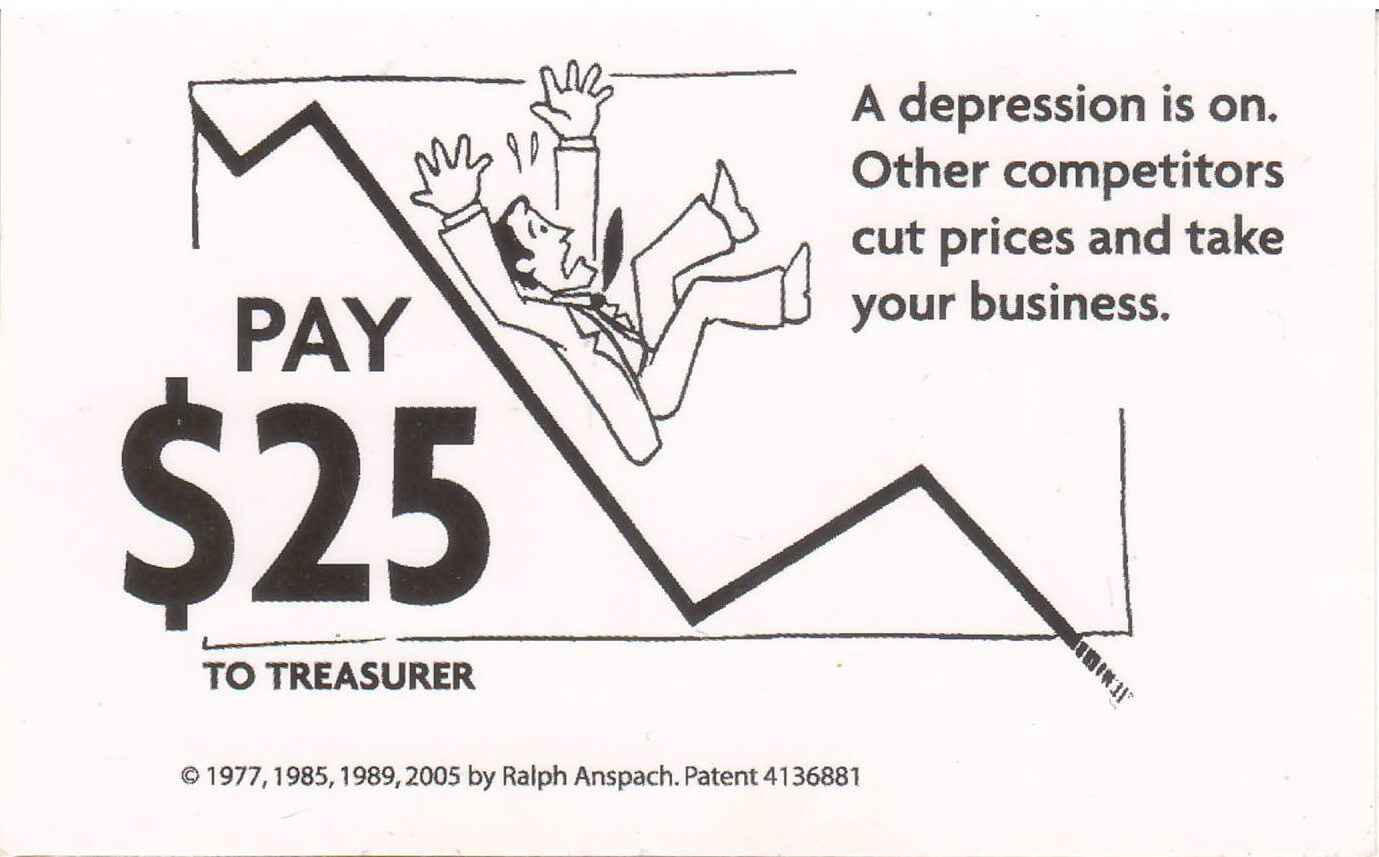 A depression is on.
Other competitors
cut prices and take
your business.
PAY
$25
TO TREASURER
© 1977, 1985, 1989, 2005 by Ralph Anspach. Patent 4136881